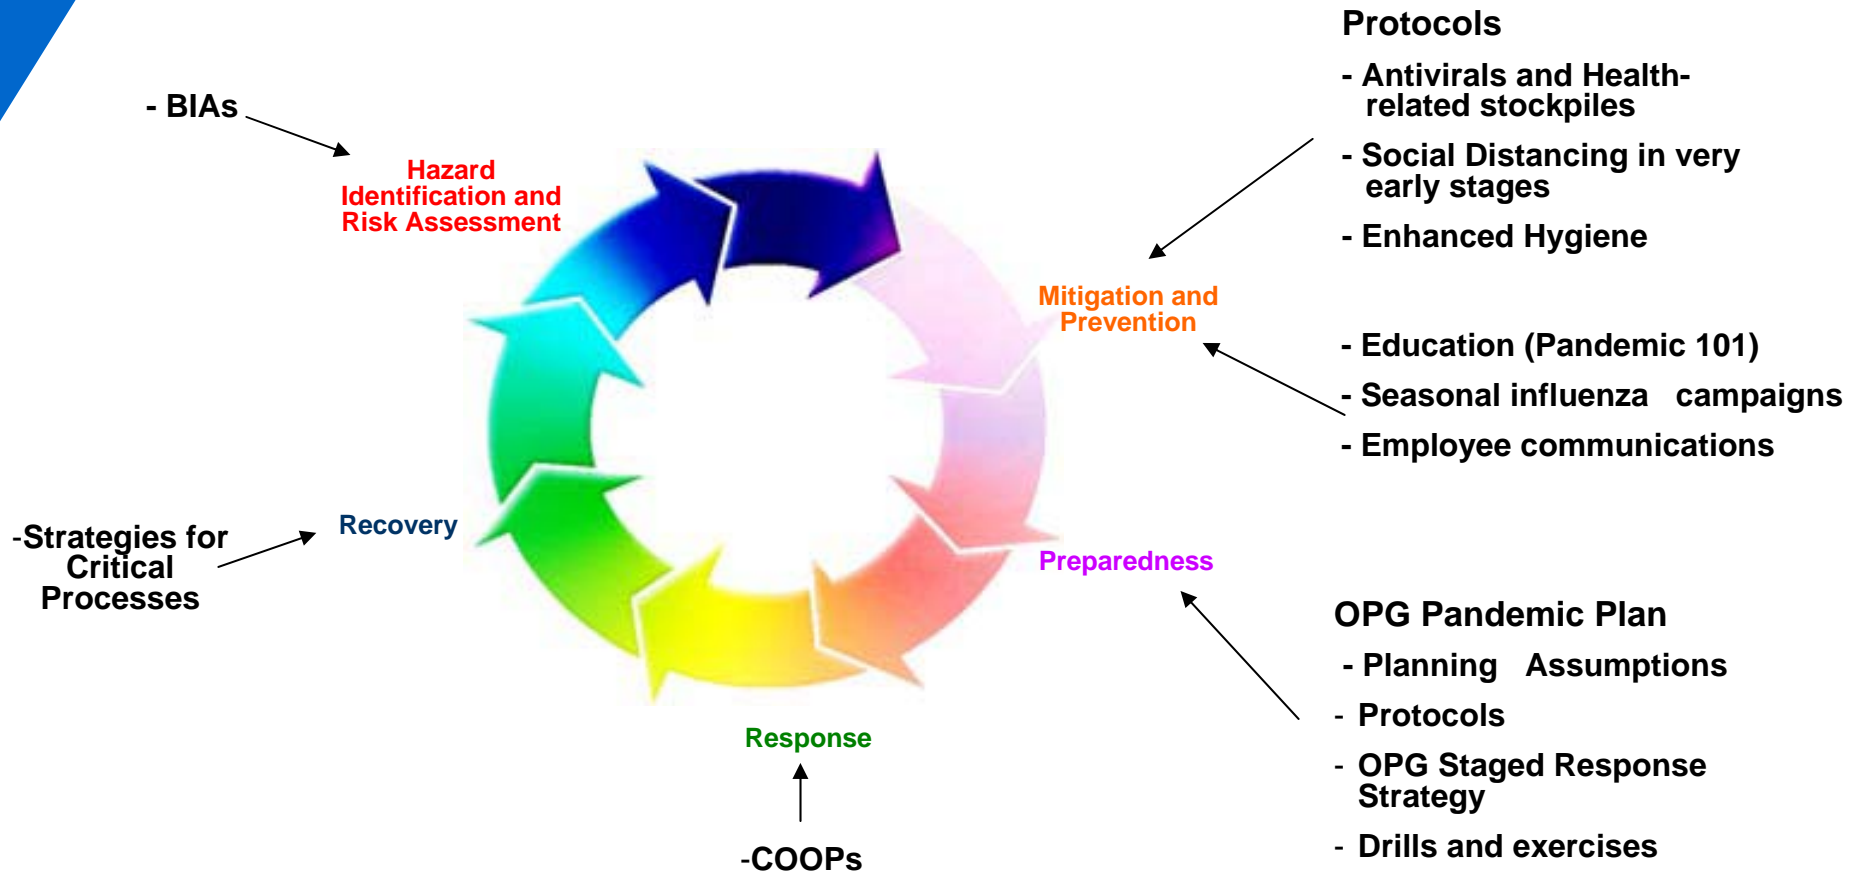 - BIAs
Hazard
Identification and
Risk Assessment
Protocols
- Antivirals and Health-
related stockpiles
- Social Distancing in very
early stages
- Enhanced Hygiene
Mitigation and
Prevention
- Education (Pandemic 101)
- Seasonal influenza campaigns
- Employee communications
-Strategies for
Critical
Processes
Recovery
Preparedness
OPG Pandemic Plan
- Planning Assumptions
- Protocols
- OPG Staged Response
Strategy
- Drills and exercises
Response
-COOPs